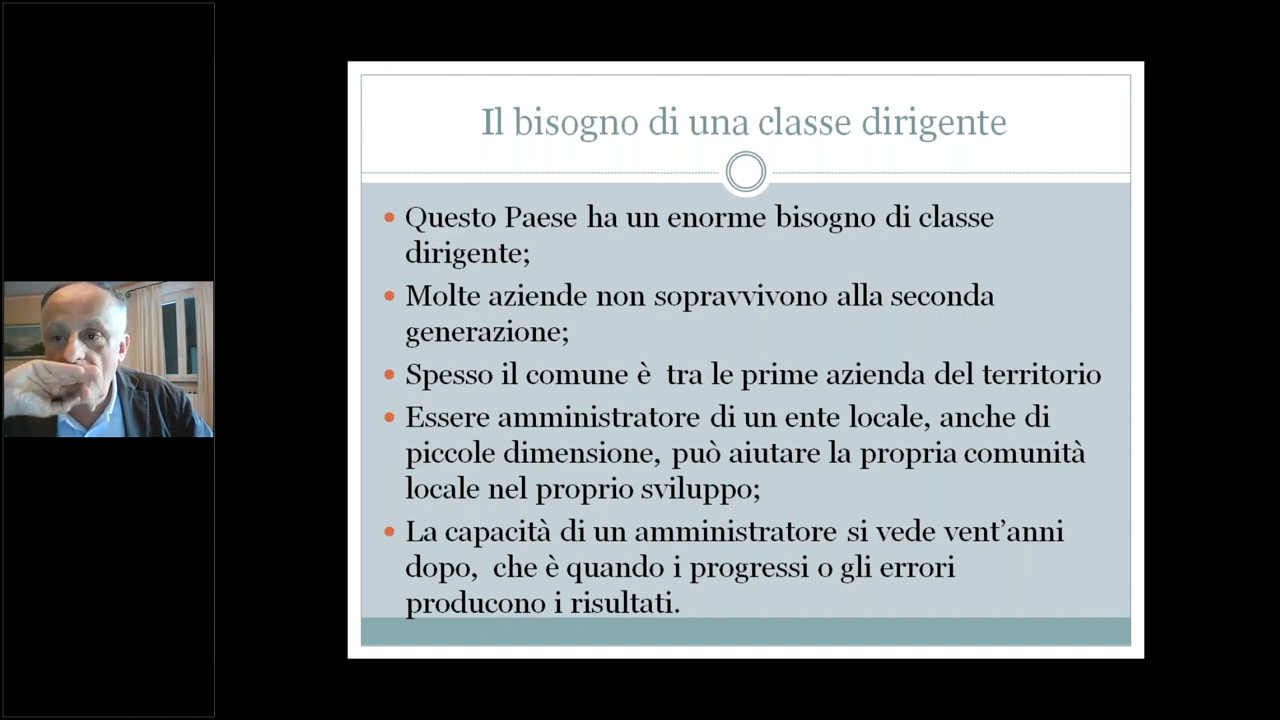 Il bisogno di una classe dirigente
Questo Paese ha un enorme bisogno di classe
dirigente;
Molte aziende non sopravvivono alla seconda
generazione;
Spesso il comune è  tra le prime azienda del territorio
Essere amministratore di un ente locale, anche di
piccole dimensione, può aiutare la propria comunità
locale nel proprio sviluppo;
La capacità di un amministratore si vede vent’anni
dopo,  che è quando i progressi o gli errori
producono i risultati.